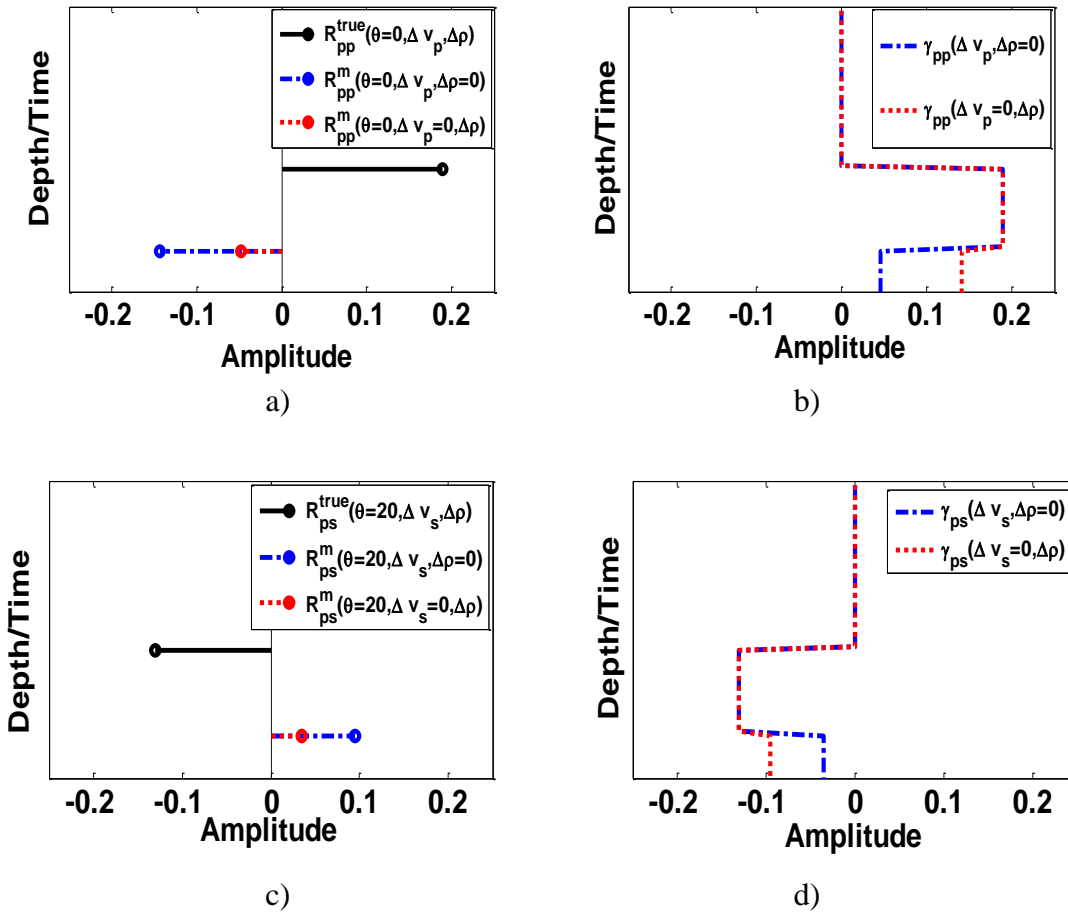 Depth/Time
R_pp^true(θ=0,Δ v_p,Δρ)
R_pp^m(θ=0,Δ v_p,Δρ=0)
R_pp^m(θ=0,Δ v_p=0,Δρ)
-0.2 -0.1 0 0.1 0.2
Amplitude
a)
Depth/Time
γ_pp(Δ v_p,Δρ=0)
γ_pp(Δ v_p=0,Δρ)
-0.2 -0.1 0 0.1 0.2
Amplitude
b)
Depth/Time
R_ps^true(θ=20,Δ v_s,Δρ)
R_ps^m(θ=20,Δ v_s,Δρ=0)
R_ps^m(θ=20,Δ v_s=0,Δρ)
-0.2 -0.1 0 0.1 0.2
Amplitude
c)
Depth/Time
γ_ps(Δ v_s,Δρ=0)
γ_ps(Δ v_s=0,Δρ)
-0.2 -0.1 0 0.1 0.2
Amplitude
d)